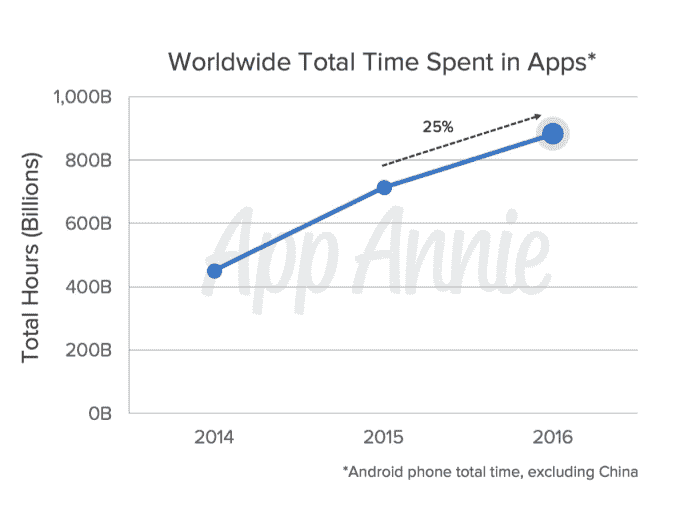 Worldwide Total Time Spent in Apps*
1,000B
800B
600B
400B
200B
0B
Total Hours (Billions)
25%
App Annie
2014 2015 2016
*Android phone total time, excluding China